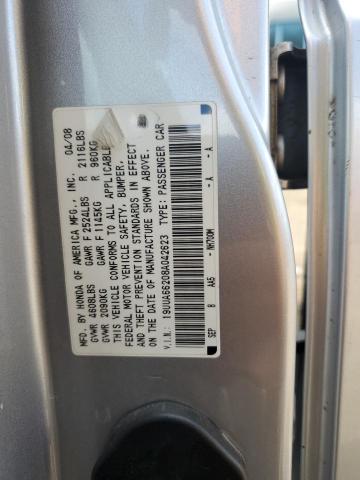 MFD. BY HONDA OF AMERICA MFG., INC. 04/08
GVWR 4608LBS GAWR F 2524LBS R 2116LBS
GVWR 2090KG GAWR F 1145KG R 960KG
THIS VEHICLE CONFORMS TO ALL APPLICABLE
FEDERAL MOTOR VEHICLE SAFETY, BUMPER,
AND THEFT PREVENTION STANDARDS IN EFFECT
ON THE DATE OF MANUFACTURE SHOWN ABOVE.
V.I.N.: 19UUA66208A042623 TYPE: PASSENGER CAR
SEP 8 AA5 - NH700M - A - A